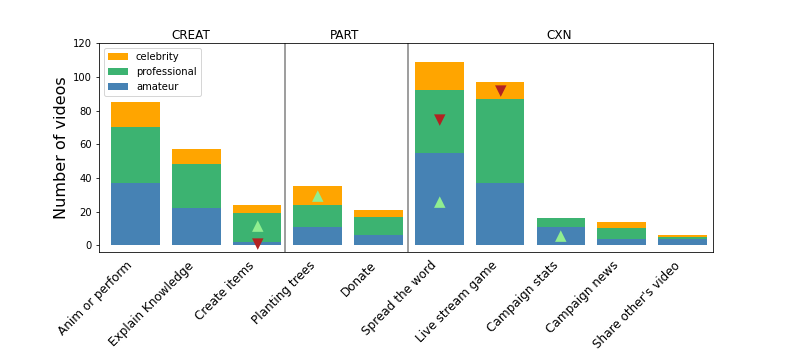 CREAT PART CXN
celebrity
professional
amateur
Number of videos
120
100
80
60
40
20
0
Anim or perform
Explain Knowledge
Create items
Planting trees
Donate
Spread the word
Live stream game
Campaign stats
Campaign news
Share other's video